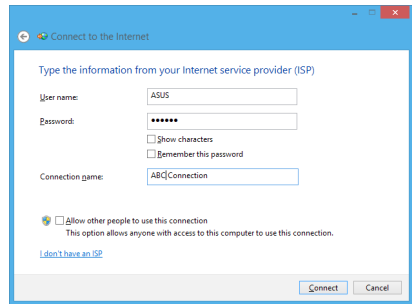 Connect to the Internet
Type the information from your Internet service provider (ISP)
User name: ASUS
Password: ••••••
Show characters
Remember this password
Connection name: ABC Connection
Allow other people to use this connection
This option allows anyone with access to this computer to use this connection.
I don't have an ISP
Connect Cancel